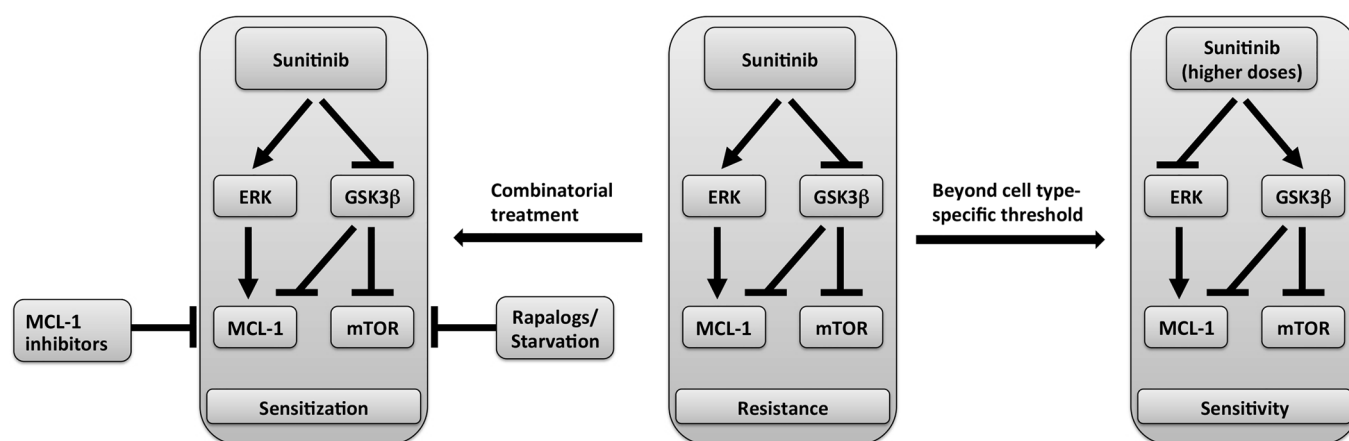 Sunitinib
ERK
GSK3β
MCL-1
mTOR
Sensitization
MCL-1
inhibitors
Rapalogs/
Starvation
Combinatorial
treatment
Sunitinib
ERK
GSK3β
MCL-1
mTOR
Resistance
Beyond cell type-
specific threshold
Sunitinib
(higher doses)
ERK
GSK3β
MCL-1
mTOR
Sensitivity